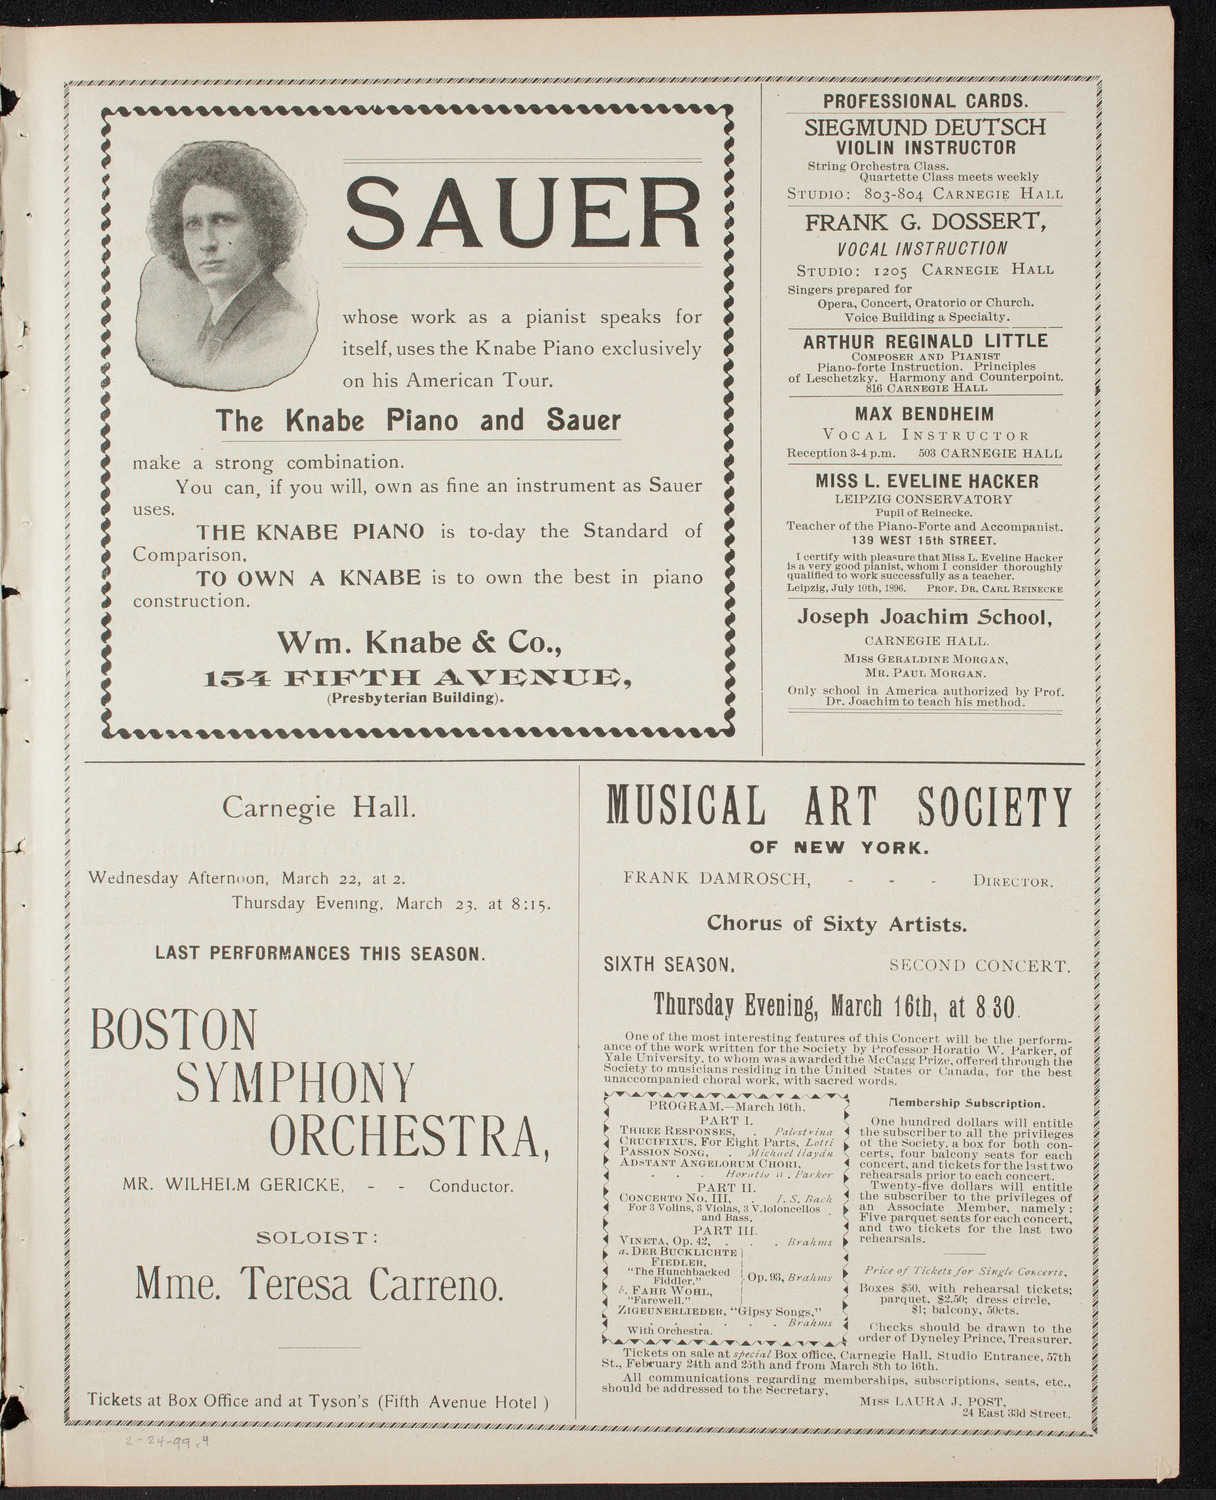 SAUER
whose work as a pianist speaks for
itself, uses the Knabe Piano exclusively
on his American Tour.
The Knabe Piano and Sauer
make a strong combination.
You can, if you will, own as fine an instrument as Sauer
uses.
THE KNABE PIANO is to-day the Standard of
Comparison.
TO OWN A KNABE is to own the best in piano
construction.
Wm. Knabe & Co.,
154 FIFTH AVENUE,
(Presbyterian Building).
PROFESSIONAL CARDS.
SIEGMUND DEUTSCH
VIOLIN INSTRUCTOR
String Orchestra Class.
Quartette Class meets weekly
STUDIO: 803-804 CARNEGIE HALL
FRANK G. DOSSERT,
VOCAL INSTRUCTION
STUDIO: 1205 CARNEGIE HALL
Singers prepared for
Opera, Concert, Oratorio or Church.
Voice Building a Specialty.
ARTHUR REGINALD LITTLE
COMPOSER AND PIANIST
Piano-forte Instruction. Principles
of Leschetzky. Harmony and Counterpoint.
816 CARNEGIE HALL
MAX BENDHEIM
VOCAL INSTRUCTOR
Reception 3-4 p.m. 503 CARNEGIE HALL
MISS L. EVELINE HACKER
LEIPZIG CONSERVATORY
Pupil of Reinecke.
Teacher of the Piano-Forte and Accompanist.
139 WEST 15th STREET.
I certify with pleasure that Miss L. Eveline Hacker
is a very good pianist, whom I consider thoroughly
qualified to work successfully as a teacher.
Leipzig, July 10th, 1896. PROF. DR. CARL REINECKE
Joseph Joachim School,
CARNEGIE HALL.
MISS GERALDINE MORGAN,
MR. PAUL MORGAN.
Only school in America authorized by Prof.
Dr. Joachim to teach his method.
Carnegie Hall.
Wednesday Afternoon, March 22, at 2.
Thursday Evening, March 23, at 8:15.
LAST PERFORMANCES THIS SEASON.
BOSTON
SYMPHONY
ORCHESTRA,
MR. WILHELM GERICKE, - - Conductor.
SOLOIST:
Mme. Teresa Carreno.
Tickets at Box Office and at Tyson's (Fifth Avenue Hotel )
MUSICAL ART SOCIETY
OF NEW YORK.
FRANK DAMROSCH, - - - DIRECTOR.
Chorus of Sixty Artists.
SIXTH SEASON. SECOND CONCERT.
Thursday Evening, March 16th, at 8.30.
One of the most interesting features of this Concert will be the perform-
ance of the work written for the Society by Professor Horatio W. Parker, of
Yale University, to whom was awarded the McCagg Prize, offered through the
Society to musicians residing in the United States or Canada, for the best
unaccompanied choral work, with sacred words.
PROGRAM.—March 16th.
PART I.
THREE RESPONSES, . Palestrina
CRUCIFIXUS, For Eight Parts, Lotti
PASSION SONG, . Michael Haydn
ADSTANT ANGELORUM CHORI,
. . . Horatio W. Parker
PART II.
CONCERTO No. III, . J. S. Bach
For 3 Violins, 3 Violas, 3 Violoncellos
and Bass.
PART III.
VINETA, Op. 42, . . . Brahms
a. DER BUCKLICHTE
FIEDLER,
"The Hunchbacked
Fiddler."
Op. 93, Brahms
b. FAHR WOHL,
"Farewell."
ZIGEUNERLIEDER, "Gipsy Songs,"
. . . . . . Brahms
With Orchestra.
Membership Subscription.
One hundred dollars will entitle
the subscriber to all the privileges
of the Society, a box for both con-
certs, four balcony seats for each
concert, and tickets for the last two
rehearsals prior to each concert.
Twenty-five dollars will entitle
the subscriber to the privileges of
an Associate Member, namely:
Five parquet seats for each concert,
and two tickets for the last two
rehearsals.
Price of Tickets for Single Concerts.
Boxes $50, with rehearsal tickets;
parquet, $2.50; dress circle,
$1; balcony, 50cts.
Checks should be drawn to the
order of Dyneley Prince, Treasurer.
Tickets on sale at special Box office, Carnegie Hall, Studio Entrance, 57th
St., February 24th and 25th and from March 8th to 16th.
All communications regarding memberships, subscriptions, seats, etc.,
should be addressed to the Secretary,
MISS LAURA J. POST,
24 East 33d Street.
2-24-99.4